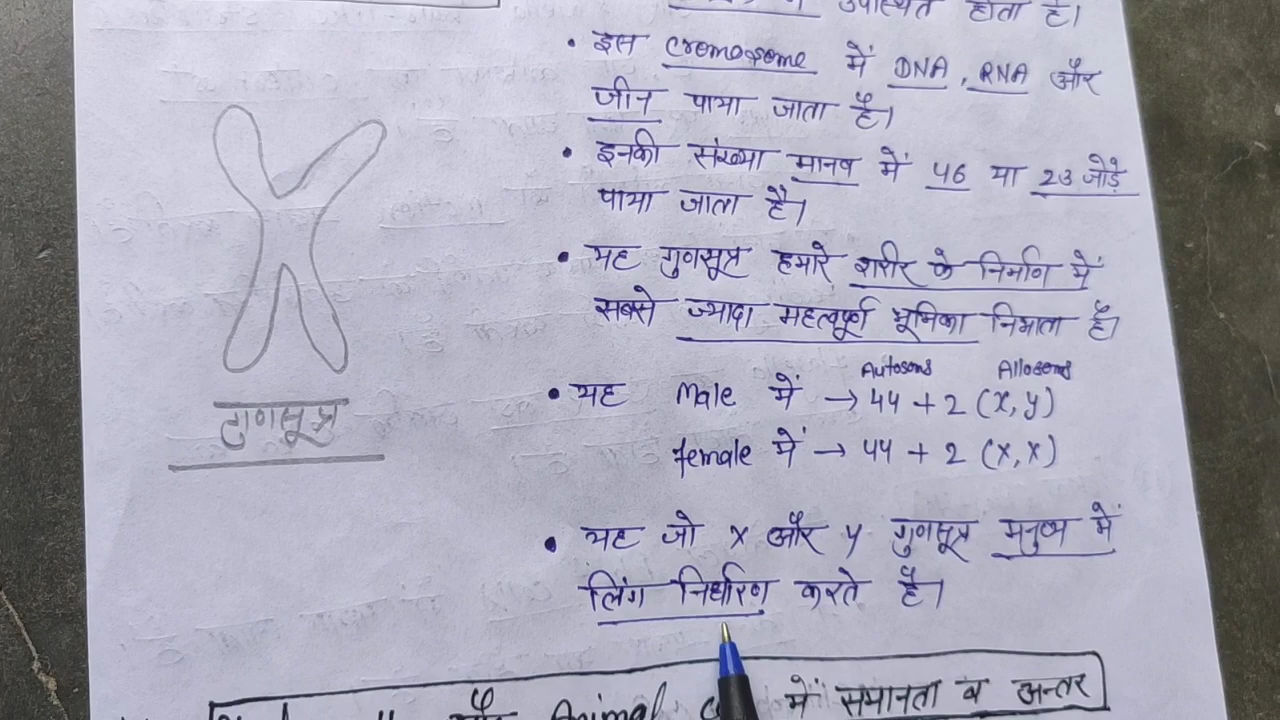 उपस्थित होता है।
• इस cromosome में DNA, RNA और
जीन पाया जाता है।
• इनकी संख्या मानव में 46 या 23 जोड़े
पाया जाता है।
• यह गुणसूत्र हमारे शरीर के निर्माण में
सबसे ज्यादा महत्वपूर्ण भूमिका निभाता है।
Autosoms Allosoms
• यह male में → 44 + 2 (x, y)
female में → 44 + 2 (x, x)
• यह जो x और y गुणसूत्र मनुष्य में
लिंग निर्धारण करते है।
गुणसूत्र
और Animal में समानता व अन्तर